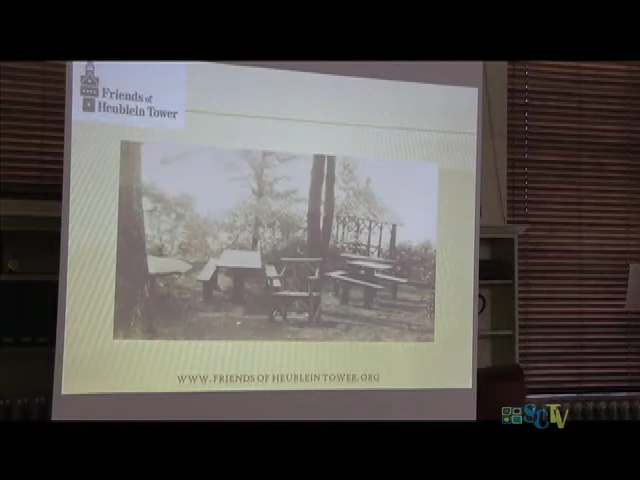 Friends of
Heublein Tower
WWW.FRIENDSOFHEUBLEINTOWER.ORG
SCTV